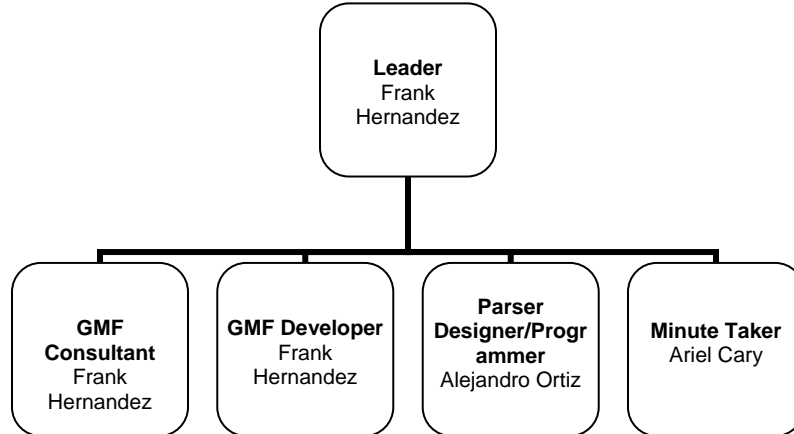 Leader
Frank
Hernandez
GMF
Consultant
Frank
Hernandez
GMF Developer
Frank
Hernandez
Parser
Designer/Progr
ammer
Alejandro Ortiz
Minute Taker
Ariel Cary